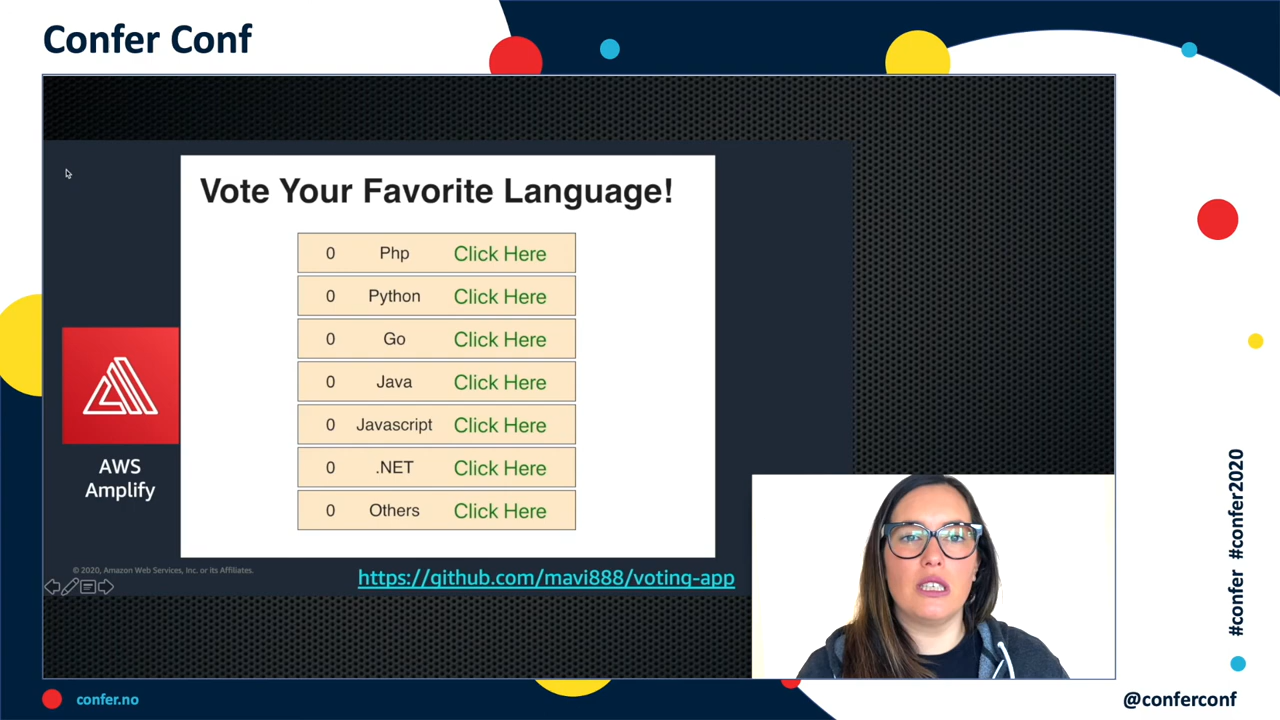 Confer Conf
Vote Your Favorite Language!
0 Php Click Here
0 Python Click Here
0 Go Click Here
0 Java Click Here
0 Javascript Click Here
0 .NET Click Here
0 Others Click Here
AWS
Amplify
© 2020, Amazon Web Services, Inc. or its Affiliates.
https://github.com/mavi888/voting-app
#confer #confer2020
confer.no
@conferconf